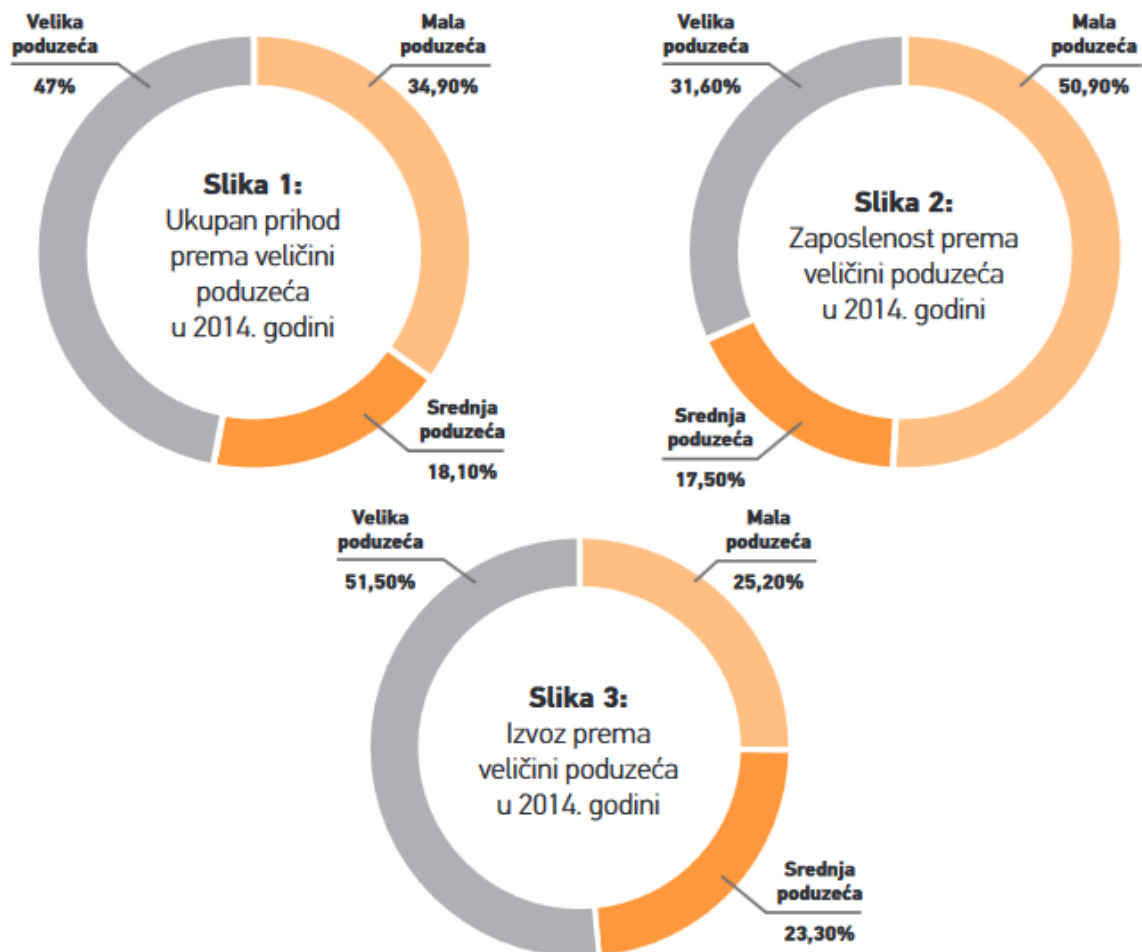 Velika
poduzeća
47%
Mala
poduzeća
34,90%
Slika 1:
Ukupan prihod
prema veličini
poduzeća
u 2014. godini
Srednja
poduzeća
18,10%
Velika
poduzeća
31,60%
Mala
poduzeća
50,90%
Slika 2:
Zaposlenost prema
veličini poduzeća
u 2014. godini
Srednja
poduzeća
17,50%
Velika
poduzeća
51,50%
Mala
poduzeća
25,20%
Slika 3:
Izvoz prema
veličini poduzeća
u 2014. godini
Srednja
poduzeća
23,30%